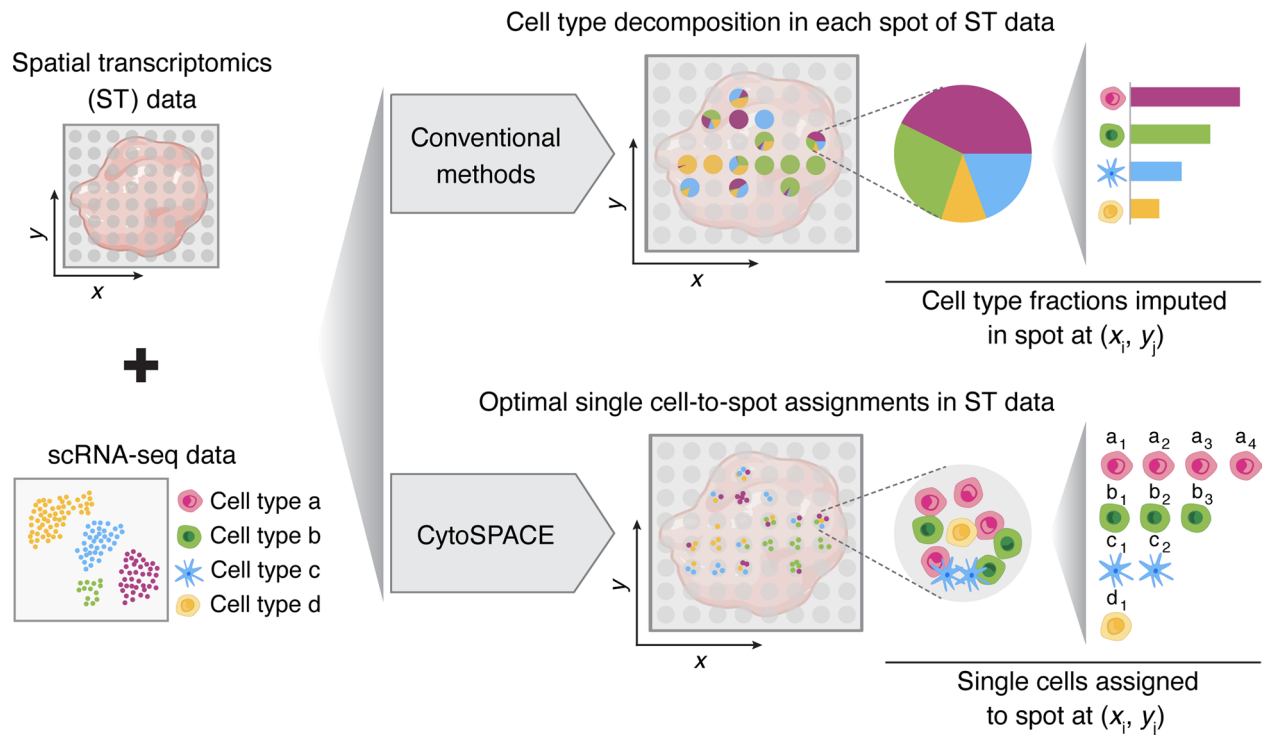 Spatial transcriptomics
(ST) data
y
x
scRNA-seq data
Cell type a
Cell type b
Cell type c
Cell type d
Conventional
methods
Cell type decomposition in each spot of ST data
y
x
Cell type fractions imputed
in spot at (xi, yj)
CytoSPACE
Optimal single cell-to-spot assignments in ST data
y
x
a1 a2 a3 a4
b1 b2 b3
c1 c2
d1
Single cells assigned
to spot at (xi, yj)